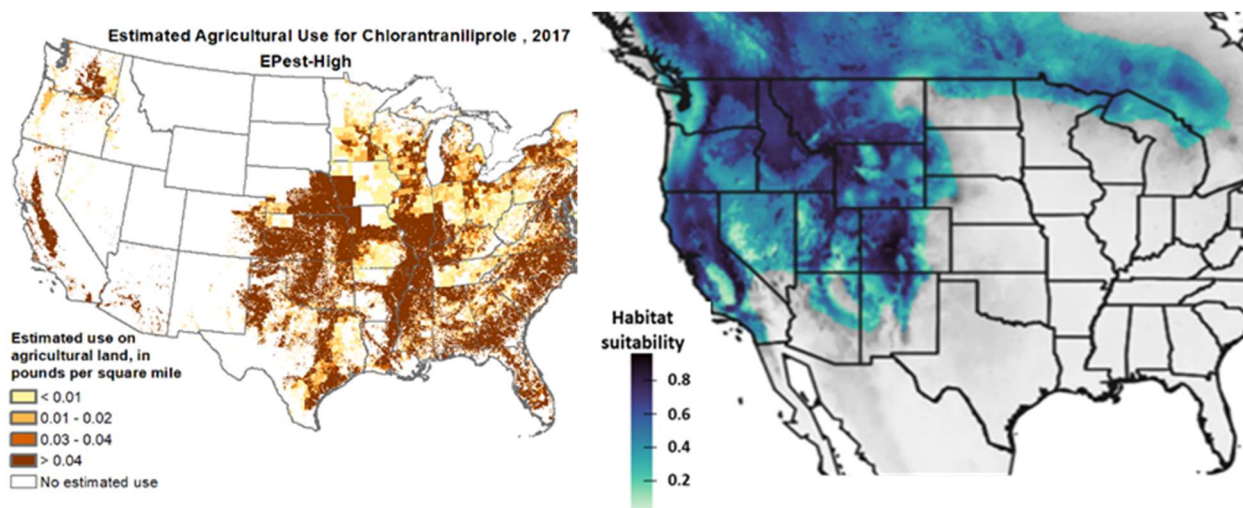 Estimated Agricultural Use for Chlorantraniliprole , 2017
EPest-High
Estimated use on
agricultural land, in
pounds per square mile
< 0.01
0.01 - 0.02
0.03 - 0.04
> 0.04
No estimated use
Habitat
suitability
0.8
0.6
0.4
0.2